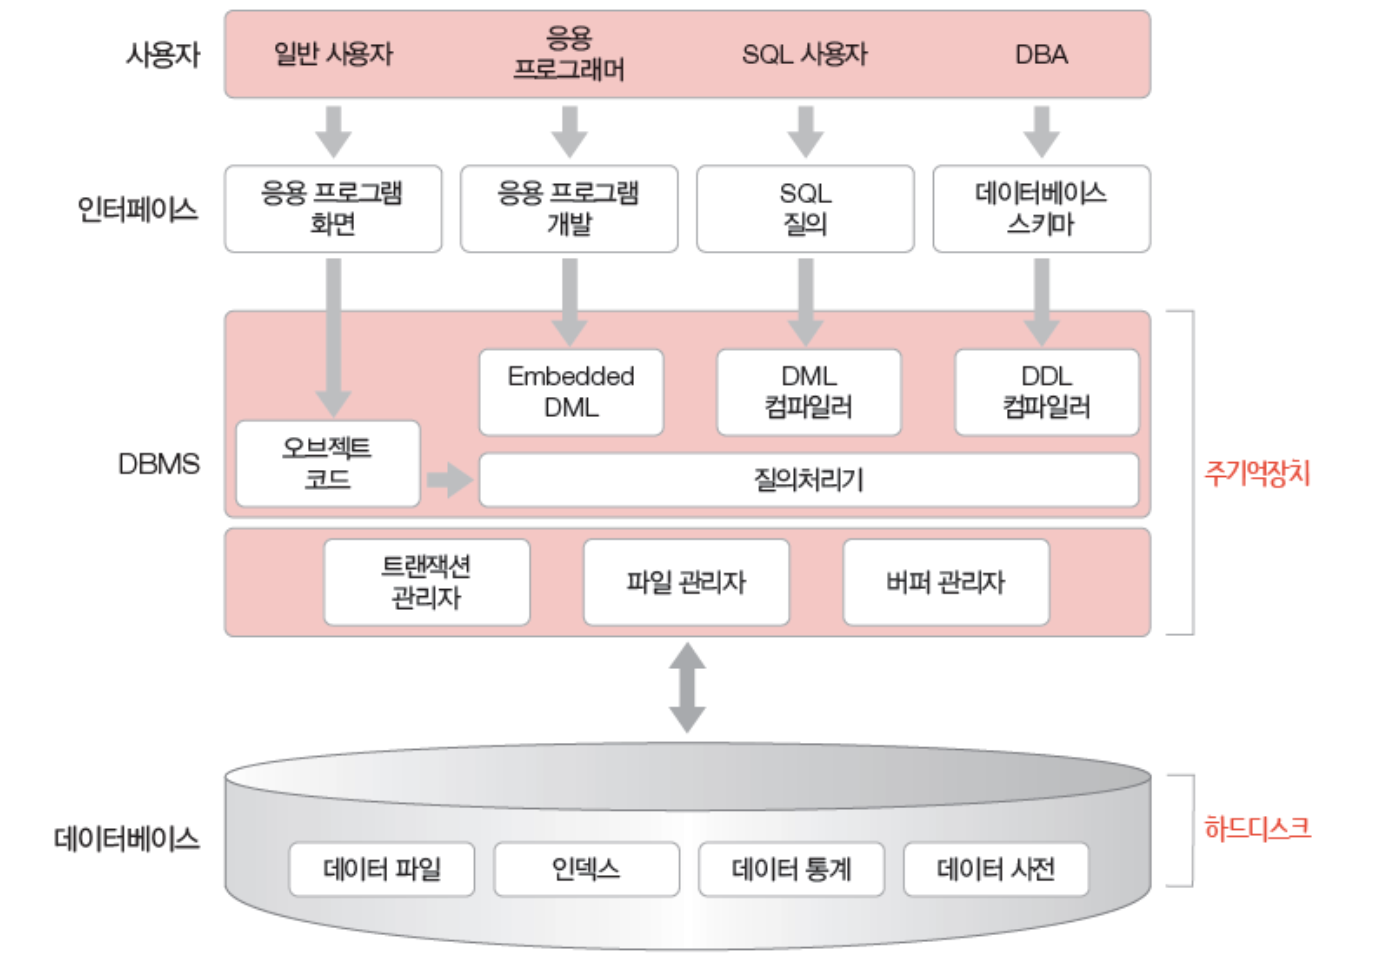 사용자
일반 사용자
응용
프로그래머
SQL 사용자
DBA
인터페이스
응용 프로그램
화면
응용 프로그램
개발
SQL
질의
데이터베이스
스키마
DBMS
오브젝트
코드
Embedded
DML
DML
컴파일러
DDL
컴파일러
질의처리기
트랜잭션
관리자
파일 관리자
버퍼 관리자
주기억장치
데이터베이스
데이터 파일
인덱스
데이터 통계
데이터 사전
하드디스크